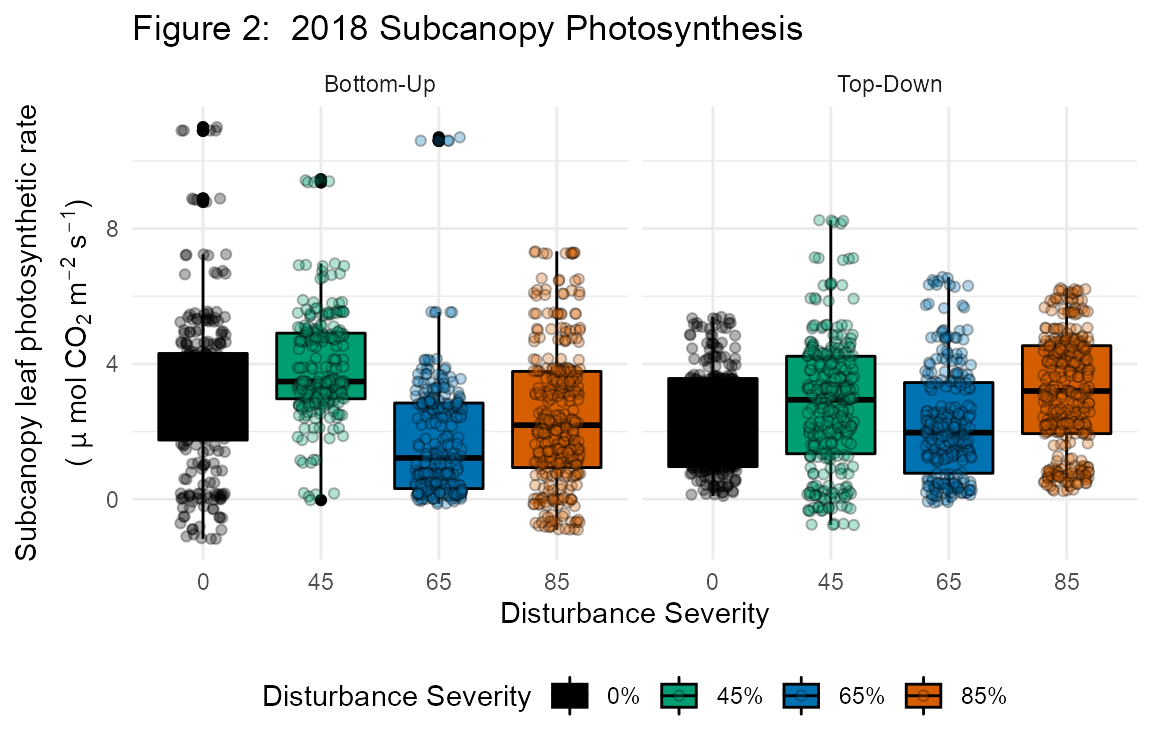 Figure 2:  2018 Subcanopy Photosynthesis
Bottom-Up
Top-Down
Subcanopy leaf photosynthetic rate
( μ mol CO₂ m⁻² s⁻¹)
8
4
0
0
45
65
85
0
45
65
85
Disturbance Severity
Disturbance Severity
0%
45%
65%
85%